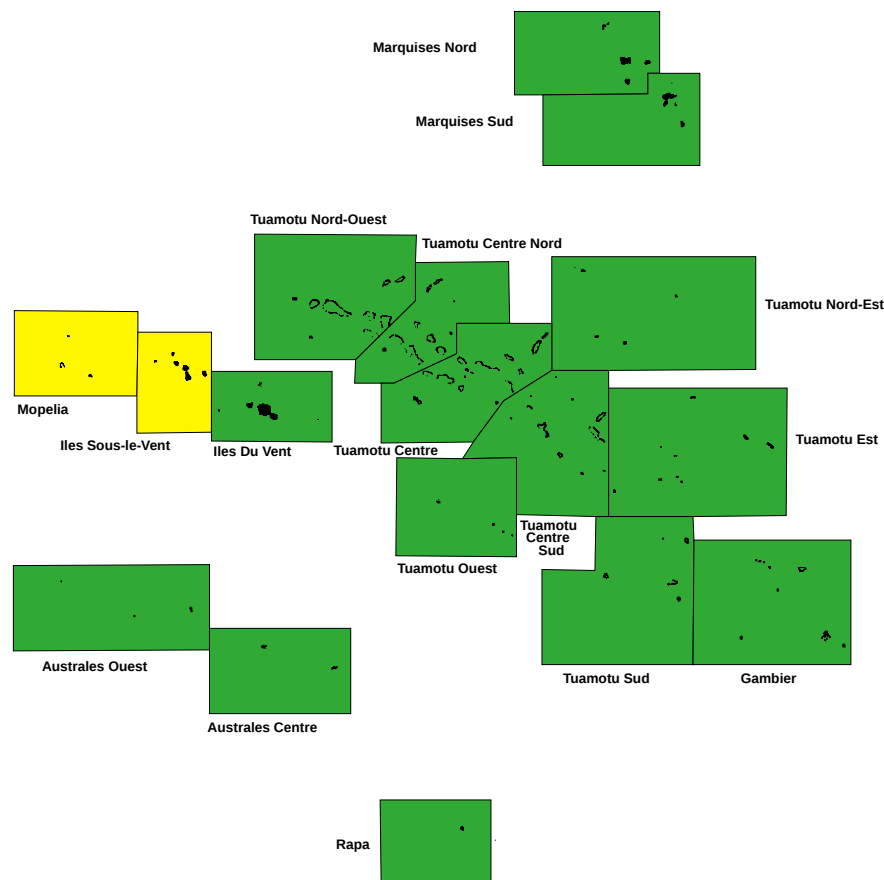 Marquises Nord
Marquises Sud
Tuamotu Nord-Ouest
Tuamotu Centre Nord
Tuamotu Nord-Est
Mopelia
Iles Sous-le-Vent
Iles Du Vent
Tuamotu Centre
Tuamotu Est
Tuamotu
Centre
Sud
Tuamotu Ouest
Australes Ouest
Tuamotu Sud
Gambier
Australes Centre
Rapa